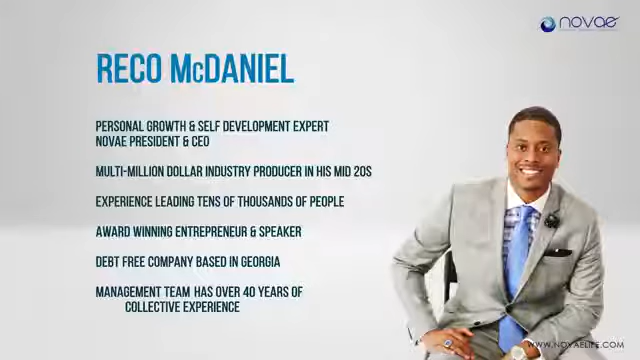 novae
RECO McDANIEL
PERSONAL GROWTH & SELF DEVELOPMENT EXPERT
NOVAE PRESIDENT & CEO
MULTI-MILLION DOLLAR INDUSTRY PRODUCER IN HIS MID 20S
EXPERIENCE LEADING TENS OF THOUSANDS OF PEOPLE
AWARD WINNING ENTREPRENEUR & SPEAKER
DEBT FREE COMPANY BASED IN GEORGIA
MANAGEMENT TEAM HAS OVER 40 YEARS OF
COLLECTIVE EXPERIENCE
WWW.NOVAELIFE.COM